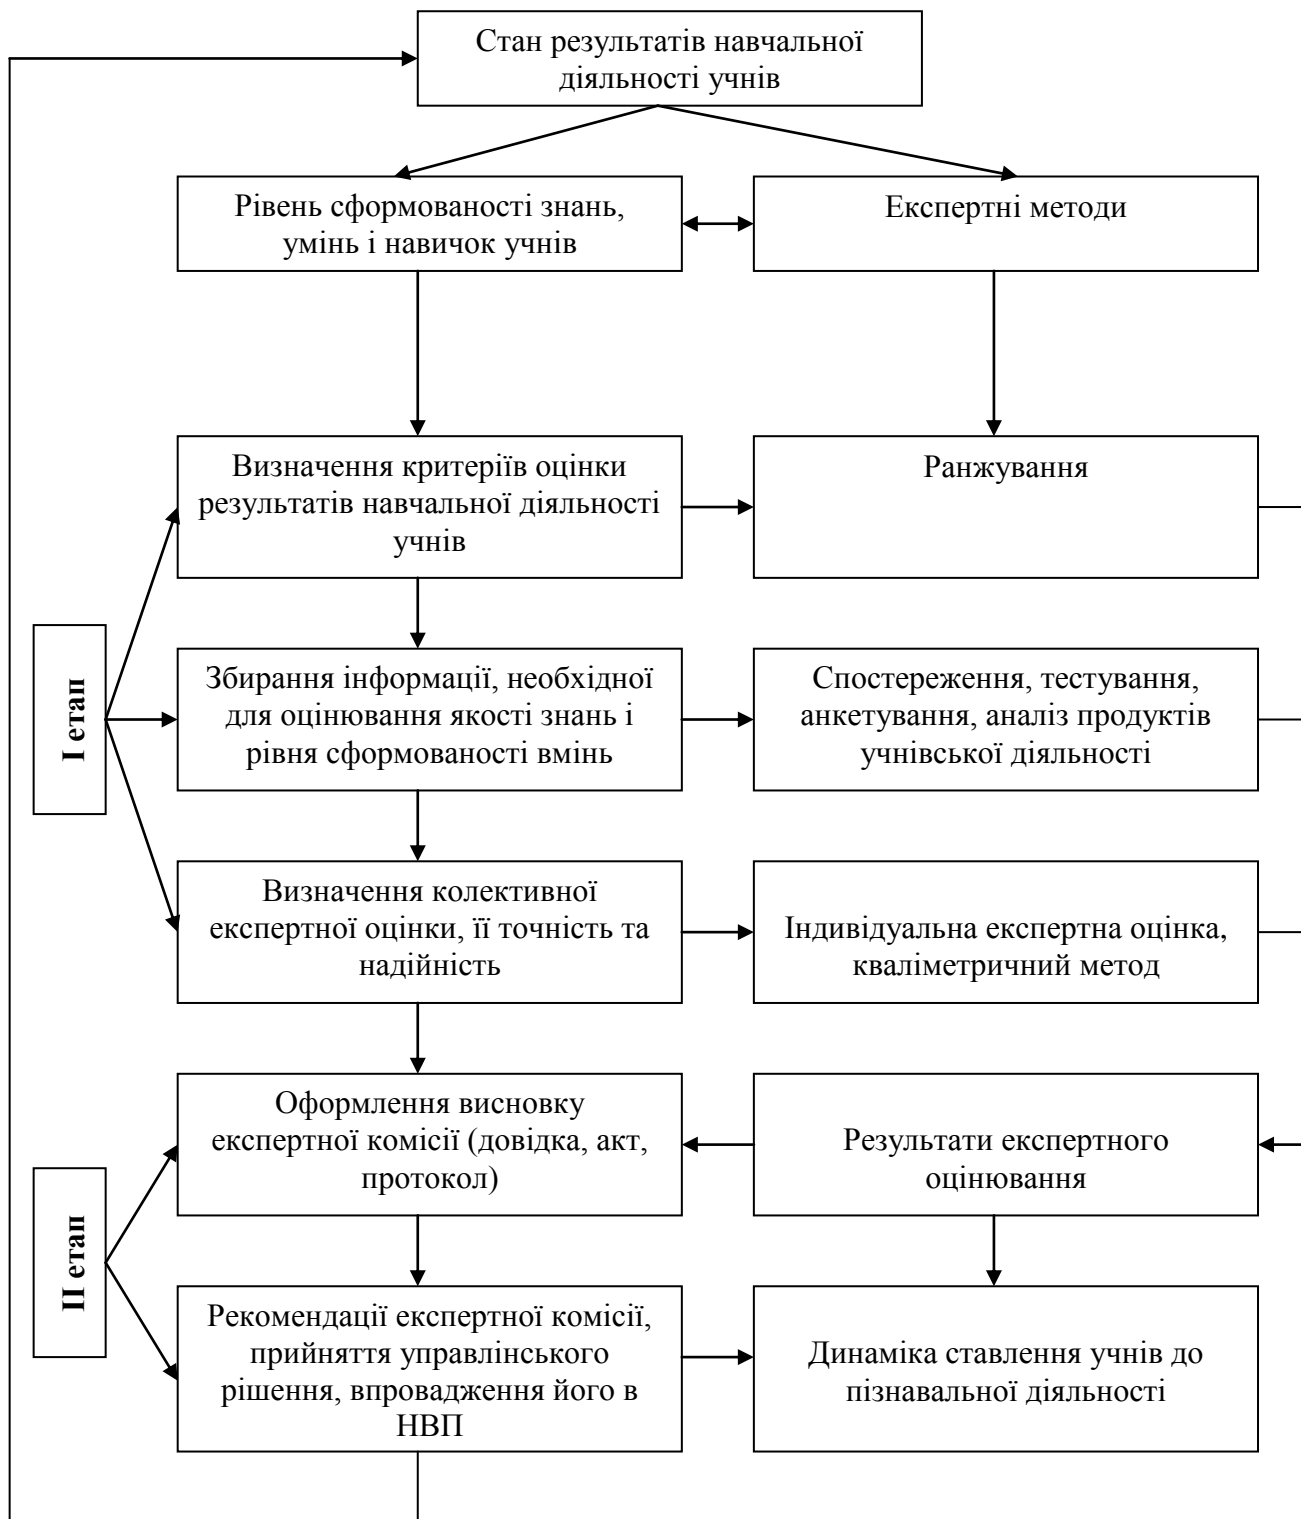 Стан результатів навчальної
діяльності учнів
Рівень сформованості знань,
умінь і навичок учнів
Експертні методи
Визначення критеріїв оцінки
результатів навчальної діяльності
учнів
Ранжування
І етап
Збирання інформації, необхідної
для оцінювання якості знань і
рівня сформованості вмінь
Спостереження, тестування,
анкетування, аналіз продуктів
учнівської діяльності
Визначення колективної
експертної оцінки, її точність та
надійність
Індивідуальна експертна оцінка,
кваліметричний метод
ІІ етап
Оформлення висновку
експертної комісії (довідка, акт,
протокол)
Результати експертного
оцінювання
Рекомендації експертної комісії,
прийняття управлінського
рішення, впровадження його в
НВП
Динаміка ставлення учнів до
пізнавальної діяльності